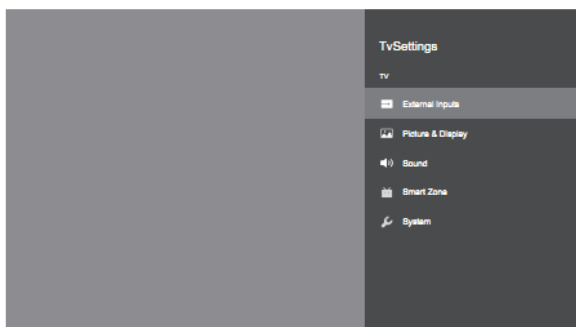 TvSettings
TV
External Inputs
Picture & Display
Sound
Smart Zone
System